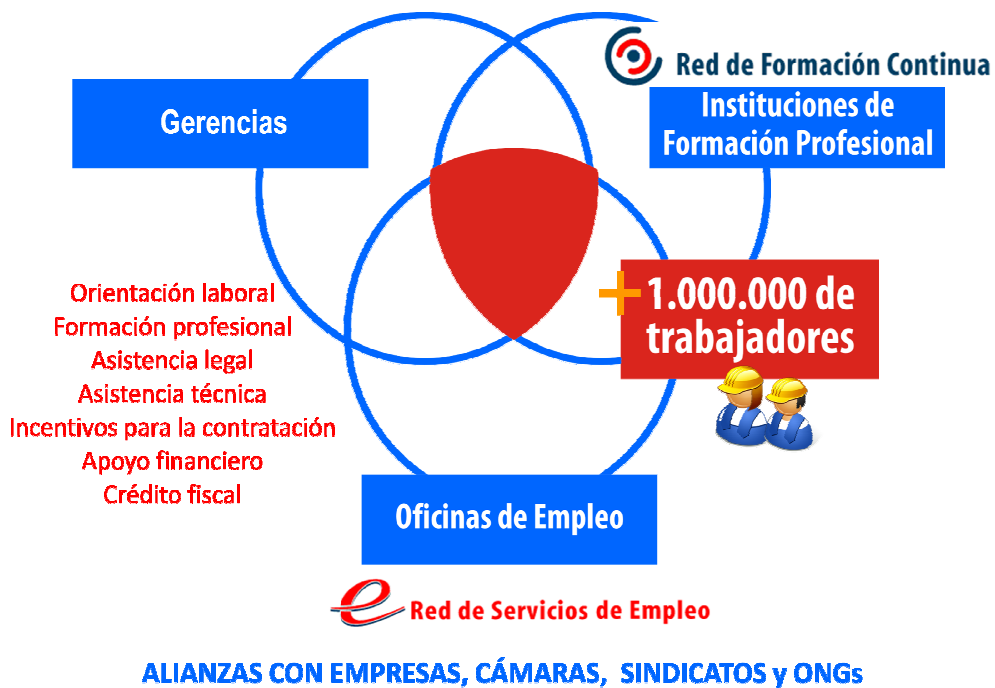 Red de Formación Continua
Gerencias
Instituciones de
Formación Profesional
+ 1.000.000 de
trabajadores
Orientación laboral
Formación profesional
Asistencia legal
Asistencia técnica
Incentivos para la contratación
Apoyo financiero
Crédito fiscal
Oficinas de Empleo
e Red de Servicios de Empleo
ALIANZAS CON EMPRESAS, CÁMARAS, SINDICATOS y ONGs